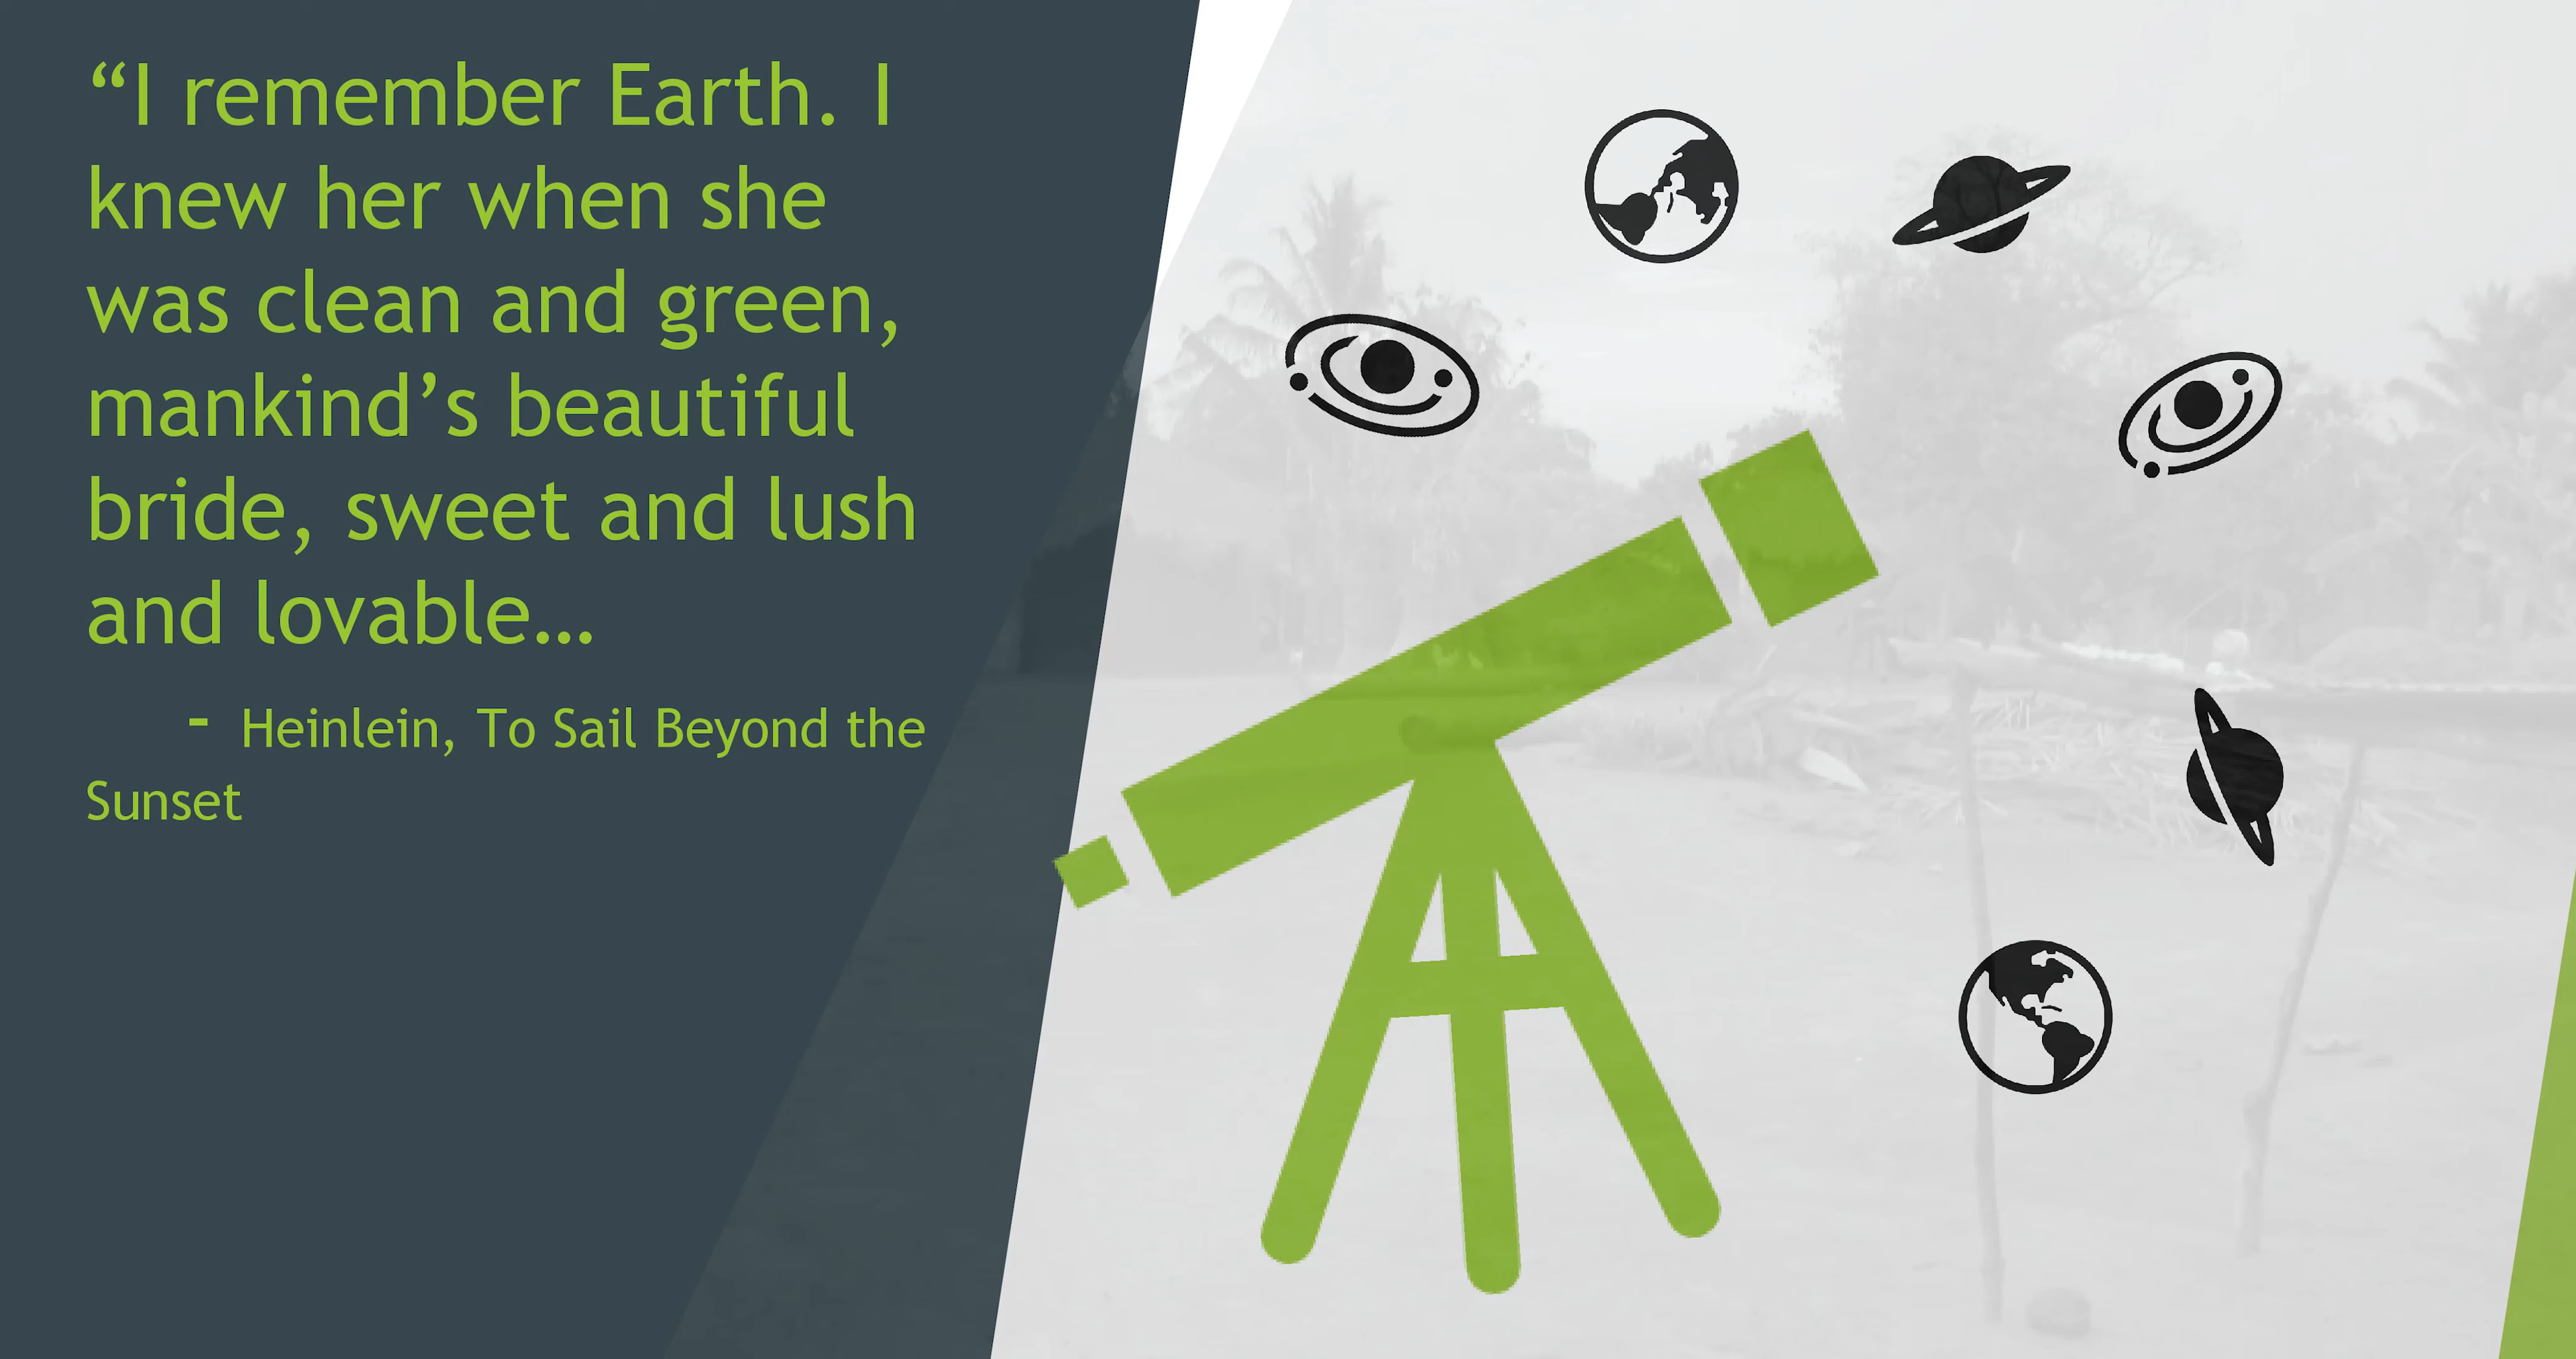 “I remember Earth. I
knew her when she
was clean and green,
mankind’s beautiful
bride, sweet and lush
and lovable…
- Heinlein, To Sail Beyond the
Sunset